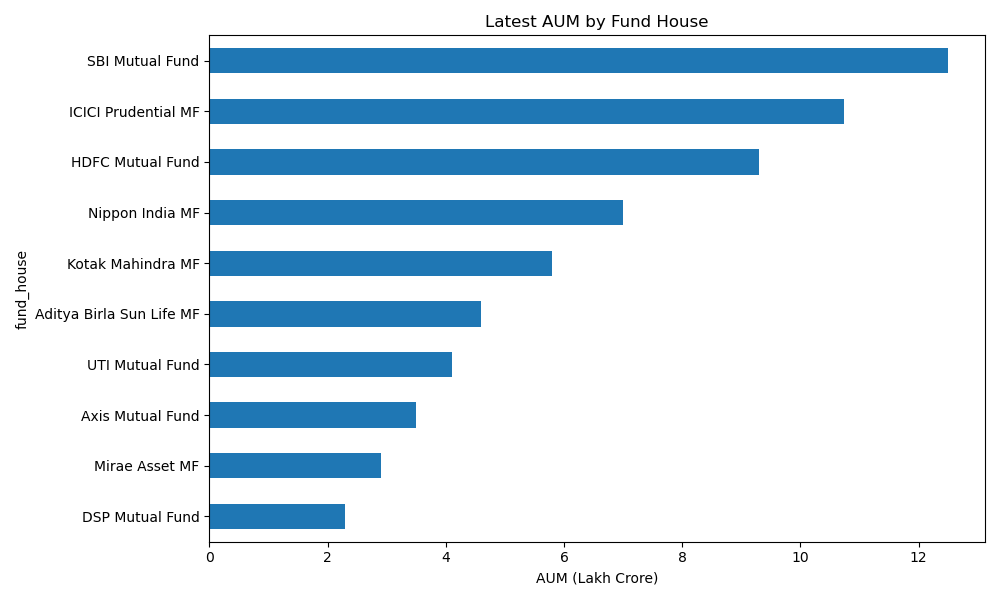 Latest AUM by Fund House
SBI Mutual Fund
ICICI Prudential MF
HDFC Mutual Fund
Nippon India MF
Kotak Mahindra MF
Aditya Birla Sun Life MF
UTI Mutual Fund
Axis Mutual Fund
Mirae Asset MF
DSP Mutual Fund
fund_house
0 2 4 6 8 10 12
AUM (Lakh Crore)